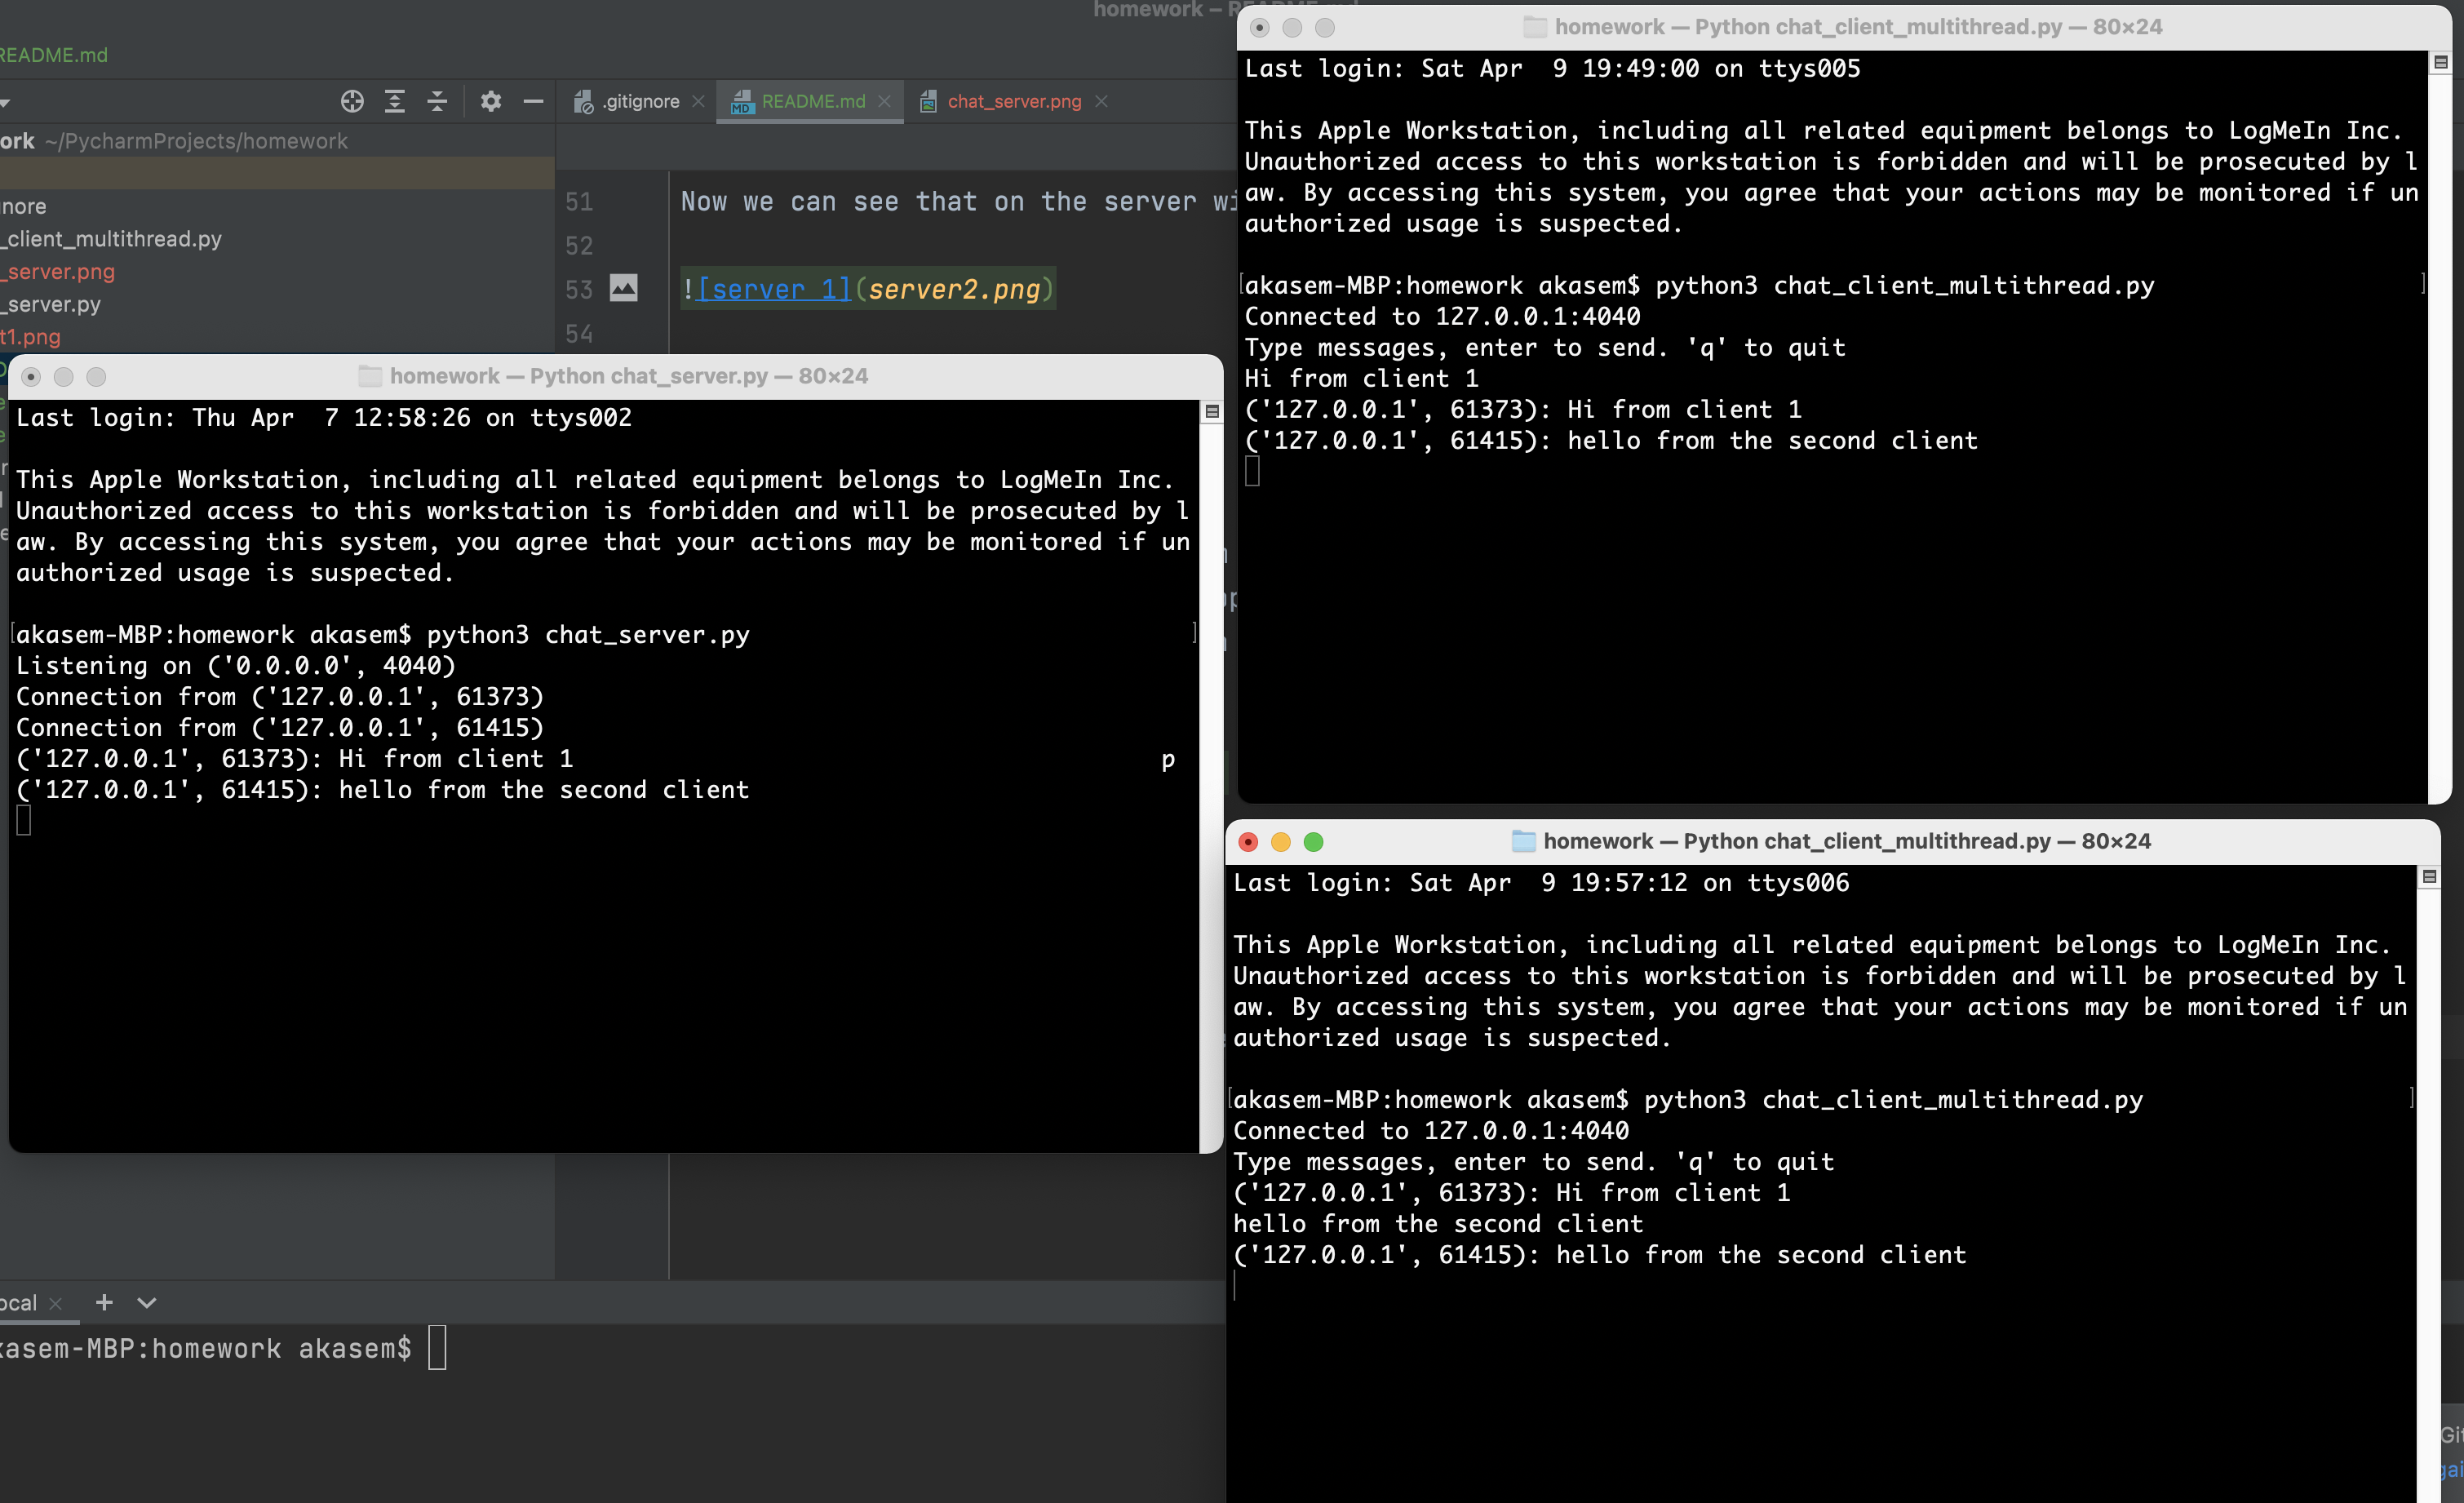 homework – README.md
README.md
.gitignore
README.md
chat_server.png
ork ~/PycharmProjects/homework
nore
_client_multithread.py
_server.png
_server.py
t1.png
51 Now we can see that on the server wi
52
53 ![server 1](server2.png)
54
homework — Python chat_server.py — 80×24
Last login: Thu Apr  7 12:58:26 on ttys002
This Apple Workstation, including all related equipment belongs to LogMeIn Inc.
Unauthorized access to this workstation is forbidden and will be prosecuted by l
aw. By accessing this system, you agree that your actions may be monitored if un
authorized usage is suspected.
[akasem-MBP:homework akasem$ python3 chat_server.py ]
Listening on ('0.0.0.0', 4040)
Connection from ('127.0.0.1', 61373)
Connection from ('127.0.0.1', 61415)
('127.0.0.1', 61373): Hi from client 1 p
('127.0.0.1', 61415): hello from the second client
ocal
kasem-MBP:homework akasem$
homework — Python chat_client_multithread.py — 80×24
Last login: Sat Apr  9 19:49:00 on ttys005
This Apple Workstation, including all related equipment belongs to LogMeIn Inc.
Unauthorized access to this workstation is forbidden and will be prosecuted by l
aw. By accessing this system, you agree that your actions may be monitored if un
authorized usage is suspected.
[akasem-MBP:homework akasem$ python3 chat_client_multithread.py ]
Connected to 127.0.0.1:4040
Type messages, enter to send. 'q' to quit
Hi from client 1
('127.0.0.1', 61373): Hi from client 1
('127.0.0.1', 61415): hello from the second client
homework — Python chat_client_multithread.py — 80×24
Last login: Sat Apr  9 19:57:12 on ttys006
This Apple Workstation, including all related equipment belongs to LogMeIn Inc.
Unauthorized access to this workstation is forbidden and will be prosecuted by l
aw. By accessing this system, you agree that your actions may be monitored if un
authorized usage is suspected.
[akasem-MBP:homework akasem$ python3 chat_client_multithread.py ]
Connected to 127.0.0.1:4040
Type messages, enter to send. 'q' to quit
('127.0.0.1', 61373): Hi from client 1
hello from the second client
('127.0.0.1', 61415): hello from the second client
Git
gai